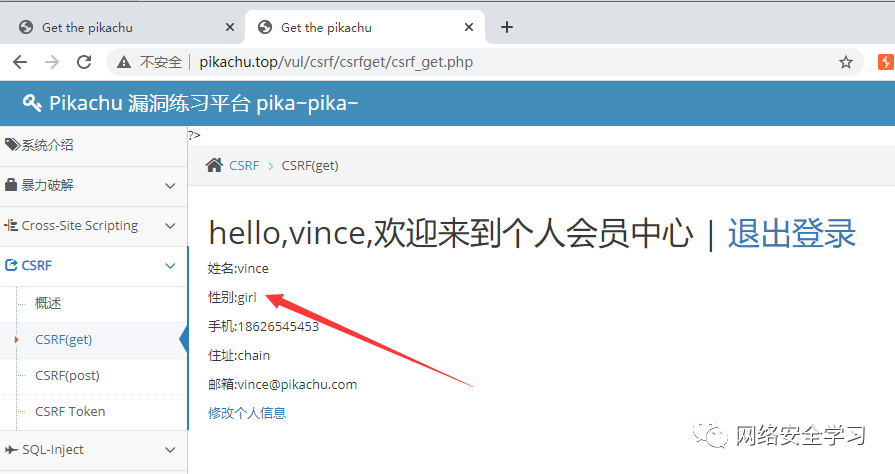 Get the pikachu
Get the pikachu
不安全 | pikachu.top/vul/csrf/csrfget/csrf_get.php
Pikachu 漏洞练习平台 pika~pika~
系统介绍
暴力破解
Cross-Site Scripting
CSRF
概述
CSRF(get)
CSRF(post)
CSRF Token
SQL-Inject
?>
CSRF > CSRF(get)
hello,vince,欢迎来到个人会员中心 | 退出登录
姓名:vince
性别:girl
手机:18626545453
住址:chain
邮箱:vince@pikachu.com
修改个人信息
网络安全学习